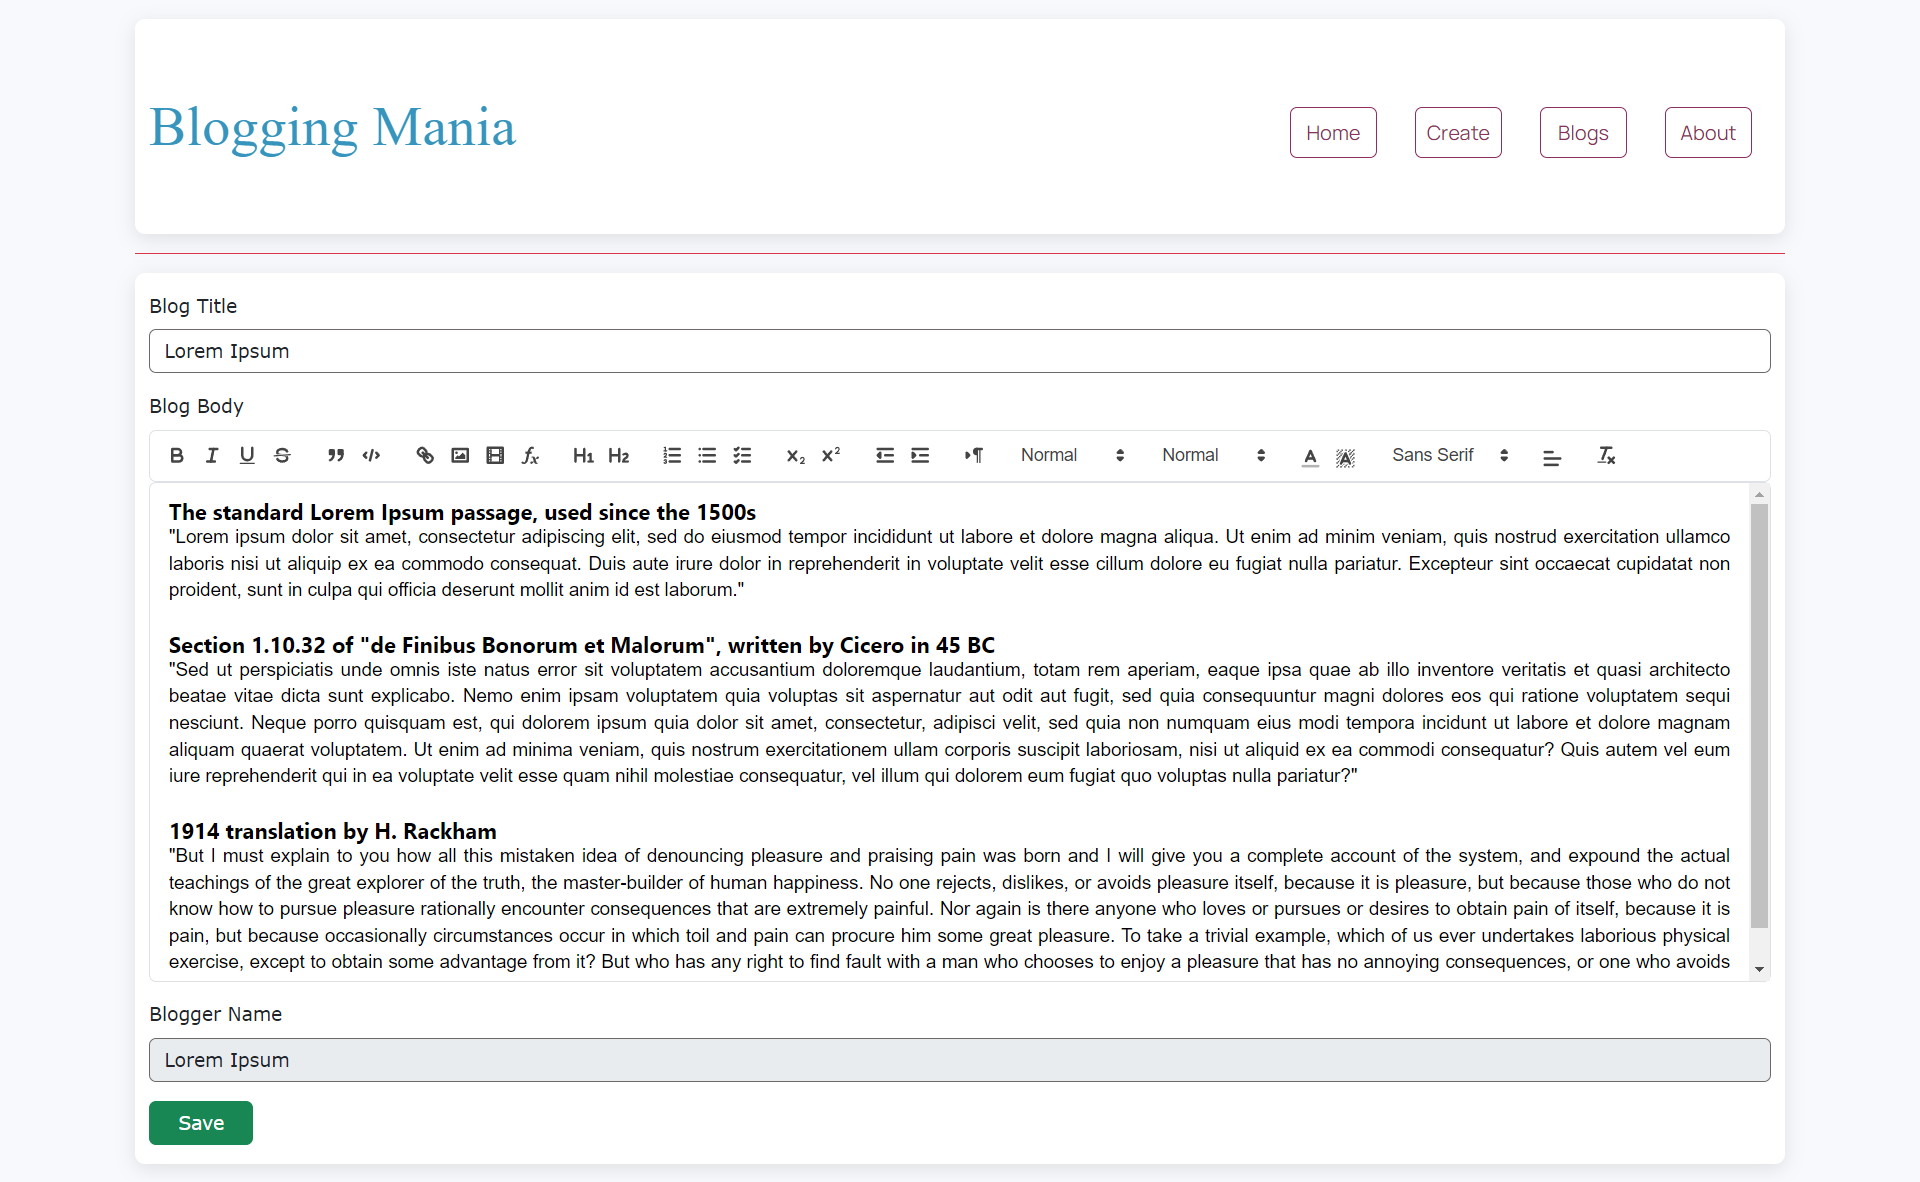 Blogging Mania
Home Create Blogs About
Blog Title
Lorem Ipsum
Blog Body
B I U S H1 H2 X2 X2 ¶ Normal Normal A A Sans Serif Tx
The standard Lorem Ipsum passage, used since the 1500s
"Lorem ipsum dolor sit amet, consectetur adipiscing elit, sed do eiusmod tempor incididunt ut labore et dolore magna aliqua. Ut enim ad minim veniam, quis nostrud exercitation ullamco
laboris nisi ut aliquip ex ea commodo consequat. Duis aute irure dolor in reprehenderit in voluptate velit esse cillum dolore eu fugiat nulla pariatur. Excepteur sint occaecat cupidatat non
proident, sunt in culpa qui officia deserunt mollit anim id est laborum."
Section 1.10.32 of "de Finibus Bonorum et Malorum", written by Cicero in 45 BC
"Sed ut perspiciatis unde omnis iste natus error sit voluptatem accusantium doloremque laudantium, totam rem aperiam, eaque ipsa quae ab illo inventore veritatis et quasi architecto
beatae vitae dicta sunt explicabo. Nemo enim ipsam voluptatem quia voluptas sit aspernatur aut odit aut fugit, sed quia consequuntur magni dolores eos qui ratione voluptatem sequi
nesciunt. Neque porro quisquam est, qui dolorem ipsum quia dolor sit amet, consectetur, adipisci velit, sed quia non numquam eius modi tempora incidunt ut labore et dolore magnam
aliquam quaerat voluptatem. Ut enim ad minima veniam, quis nostrum exercitationem ullam corporis suscipit laboriosam, nisi ut aliquid ex ea commodi consequatur? Quis autem vel eum
iure reprehenderit qui in ea voluptate velit esse quam nihil molestiae consequatur, vel illum qui dolorem eum fugiat quo voluptas nulla pariatur?"
1914 translation by H. Rackham
"But I must explain to you how all this mistaken idea of denouncing pleasure and praising pain was born and I will give you a complete account of the system, and expound the actual
teachings of the great explorer of the truth, the master-builder of human happiness. No one rejects, dislikes, or avoids pleasure itself, because it is pleasure, but because those who do not
know how to pursue pleasure rationally encounter consequences that are extremely painful. Nor again is there anyone who loves or pursues or desires to obtain pain of itself, because it is
pain, but because occasionally circumstances occur in which toil and pain can procure him some great pleasure. To take a trivial example, which of us ever undertakes laborious physical
exercise, except to obtain some advantage from it? But who has any right to find fault with a man who chooses to enjoy a pleasure that has no annoying consequences, or one who avoids
Blogger Name
Lorem Ipsum
Save